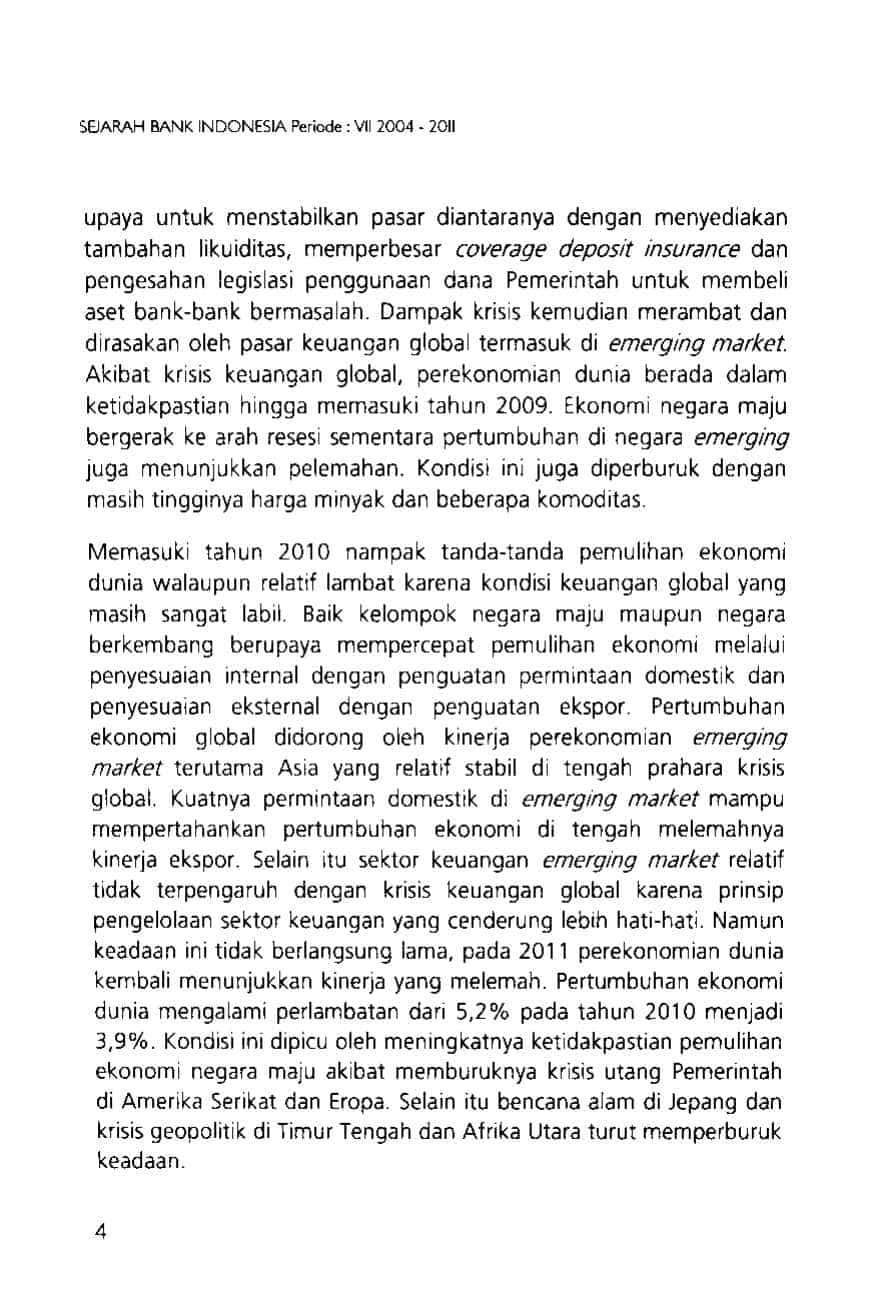 SEJARAH BANK INDONESIA Periode : VII 2004 - 2011
upaya untuk menstabilkan pasar diantaranya dengan menyediakan
tambahan likuiditas, memperbesar coverage deposit insurance dan
pengesahan legislasi penggunaan dana Pemerintah untuk membeli
aset bank-bank bermasalah. Dampak krisis kemudian merambat dan
dirasakan oleh pasar keuangan global termasuk di emerging market.
Akibat krisis keuangan global, perekonomian dunia berada dalam
ketidakpastian hingga memasuki tahun 2009. Ekonomi negara maju
bergerak ke arah resesi sementara pertumbuhan di negara emerging
juga menunjukkan pelemahan. Kondisi ini juga diperburuk dengan
masih tingginya harga minyak dan beberapa komoditas.
Memasuki tahun 2010 nampak tanda-tanda pemulihan ekonomi
dunia walaupun relatif lambat karena kondisi keuangan global yang
masih sangat labil. Baik kelompok negara maju maupun negara
berkembang berupaya mempercepat pemulihan ekonomi melalui
penyesuaian internal dengan penguatan permintaan domestik dan
penyesuaian eksternal dengan penguatan ekspor. Pertumbuhan
ekonomi global didorong oleh kinerja perekonomian emerging
market terutama Asia yang relatif stabil di tengah prahara krisis
global. Kuatnya permintaan domestik di emerging market mampu
mempertahankan pertumbuhan ekonomi di tengah melemahnya
kinerja ekspor. Selain itu sektor keuangan emerging market relatif
tidak terpengaruh dengan krisis keuangan global karena prinsip
pengelolaan sektor keuangan yang cenderung lebih hati-hati. Namun
keadaan ini tidak berlangsung lama, pada 2011 perekonomian dunia
kembali menunjukkan kinerja yang melemah. Pertumbuhan ekonomi
dunia mengalami perlambatan dari 5,2% pada tahun 2010 menjadi
3,9%. Kondisi ini dipicu oleh meningkatnya ketidakpastian pemulihan
ekonomi negara maju akibat memburuknya krisis utang Pemerintah
di Amerika Serikat dan Eropa. Selain itu bencana alam di Jepang dan
krisis geopolitik di Timur Tengah dan Afrika Utara turut memperburuk
keadaan.
4